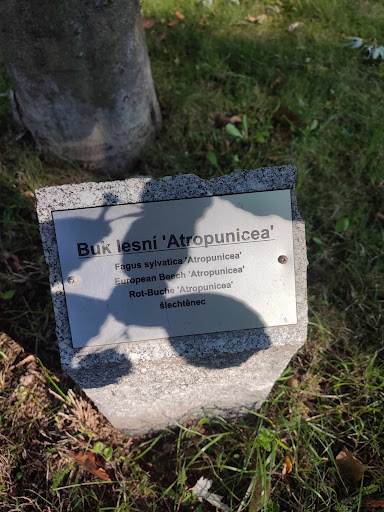 Buk lesní 'Atropunicea'
Fagus sylvatica 'Atropunicea'
European Beech 'Atropunicea'
Rot-Buche 'Atropunicea'
šlechtěnec